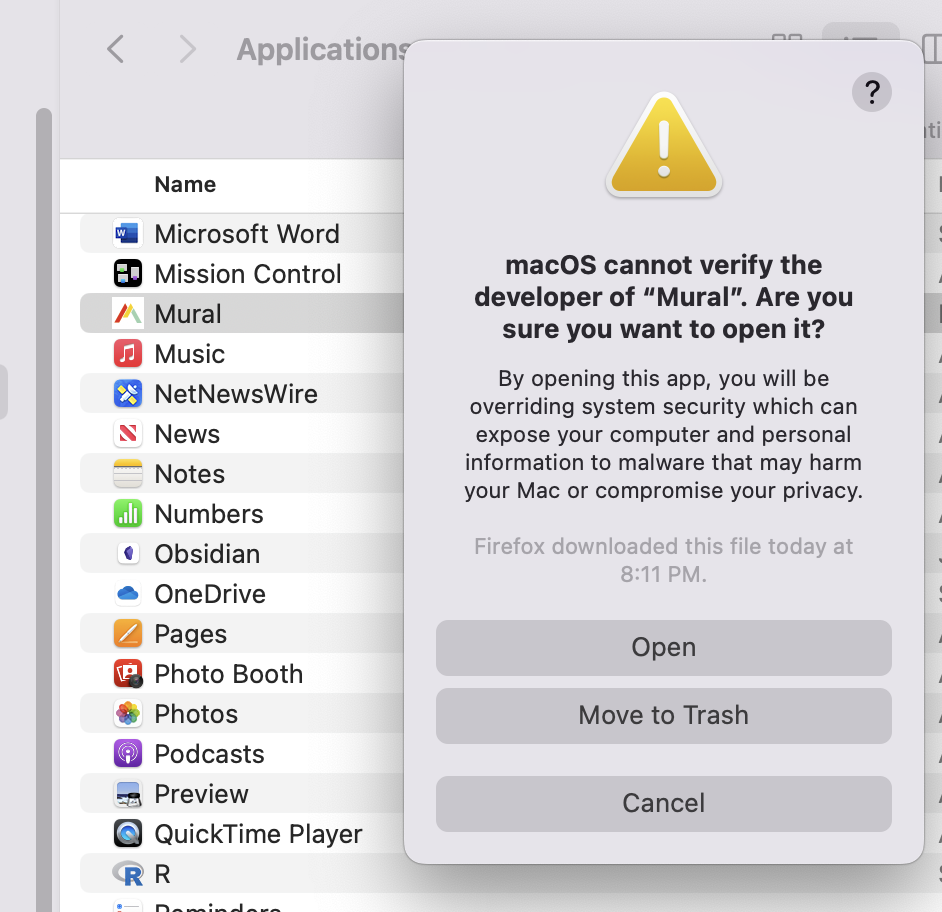 Applications
?
Name
Microsoft Word
Mission Control
Mural
Music
NetNewsWire
News
Notes
Numbers
Obsidian
OneDrive
Pages
Photo Booth
Photos
Podcasts
Preview
QuickTime Player
R
Reminders
macOS cannot verify the
developer of “Mural”. Are you
sure you want to open it?
By opening this app, you will be
overriding system security which can
expose your computer and personal
information to malware that may harm
your Mac or compromise your privacy.
Firefox downloaded this file today at
8:11 PM.
Open
Move to Trash
Cancel